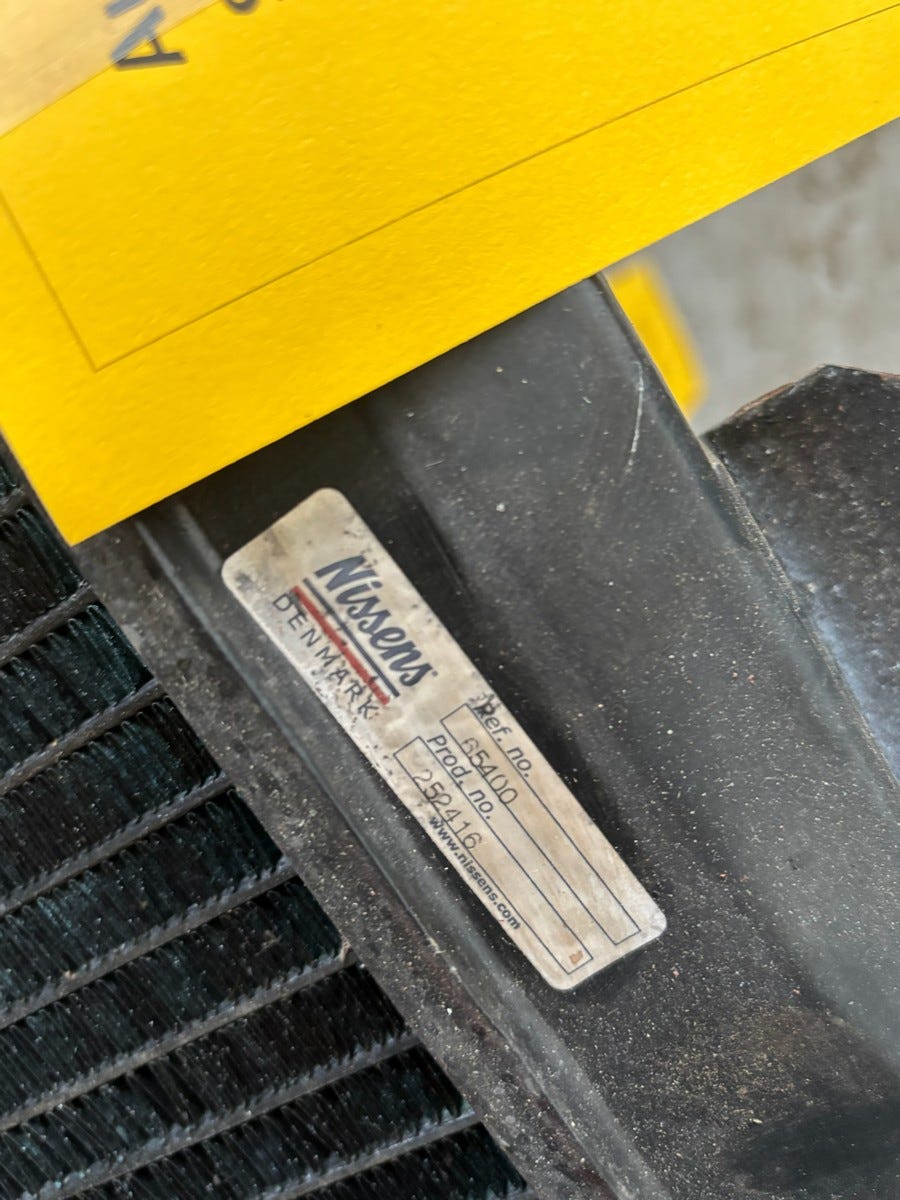 Nissens
DENMARK
Ref. no.
65400
Prod. no.
252416
www.nissens.com